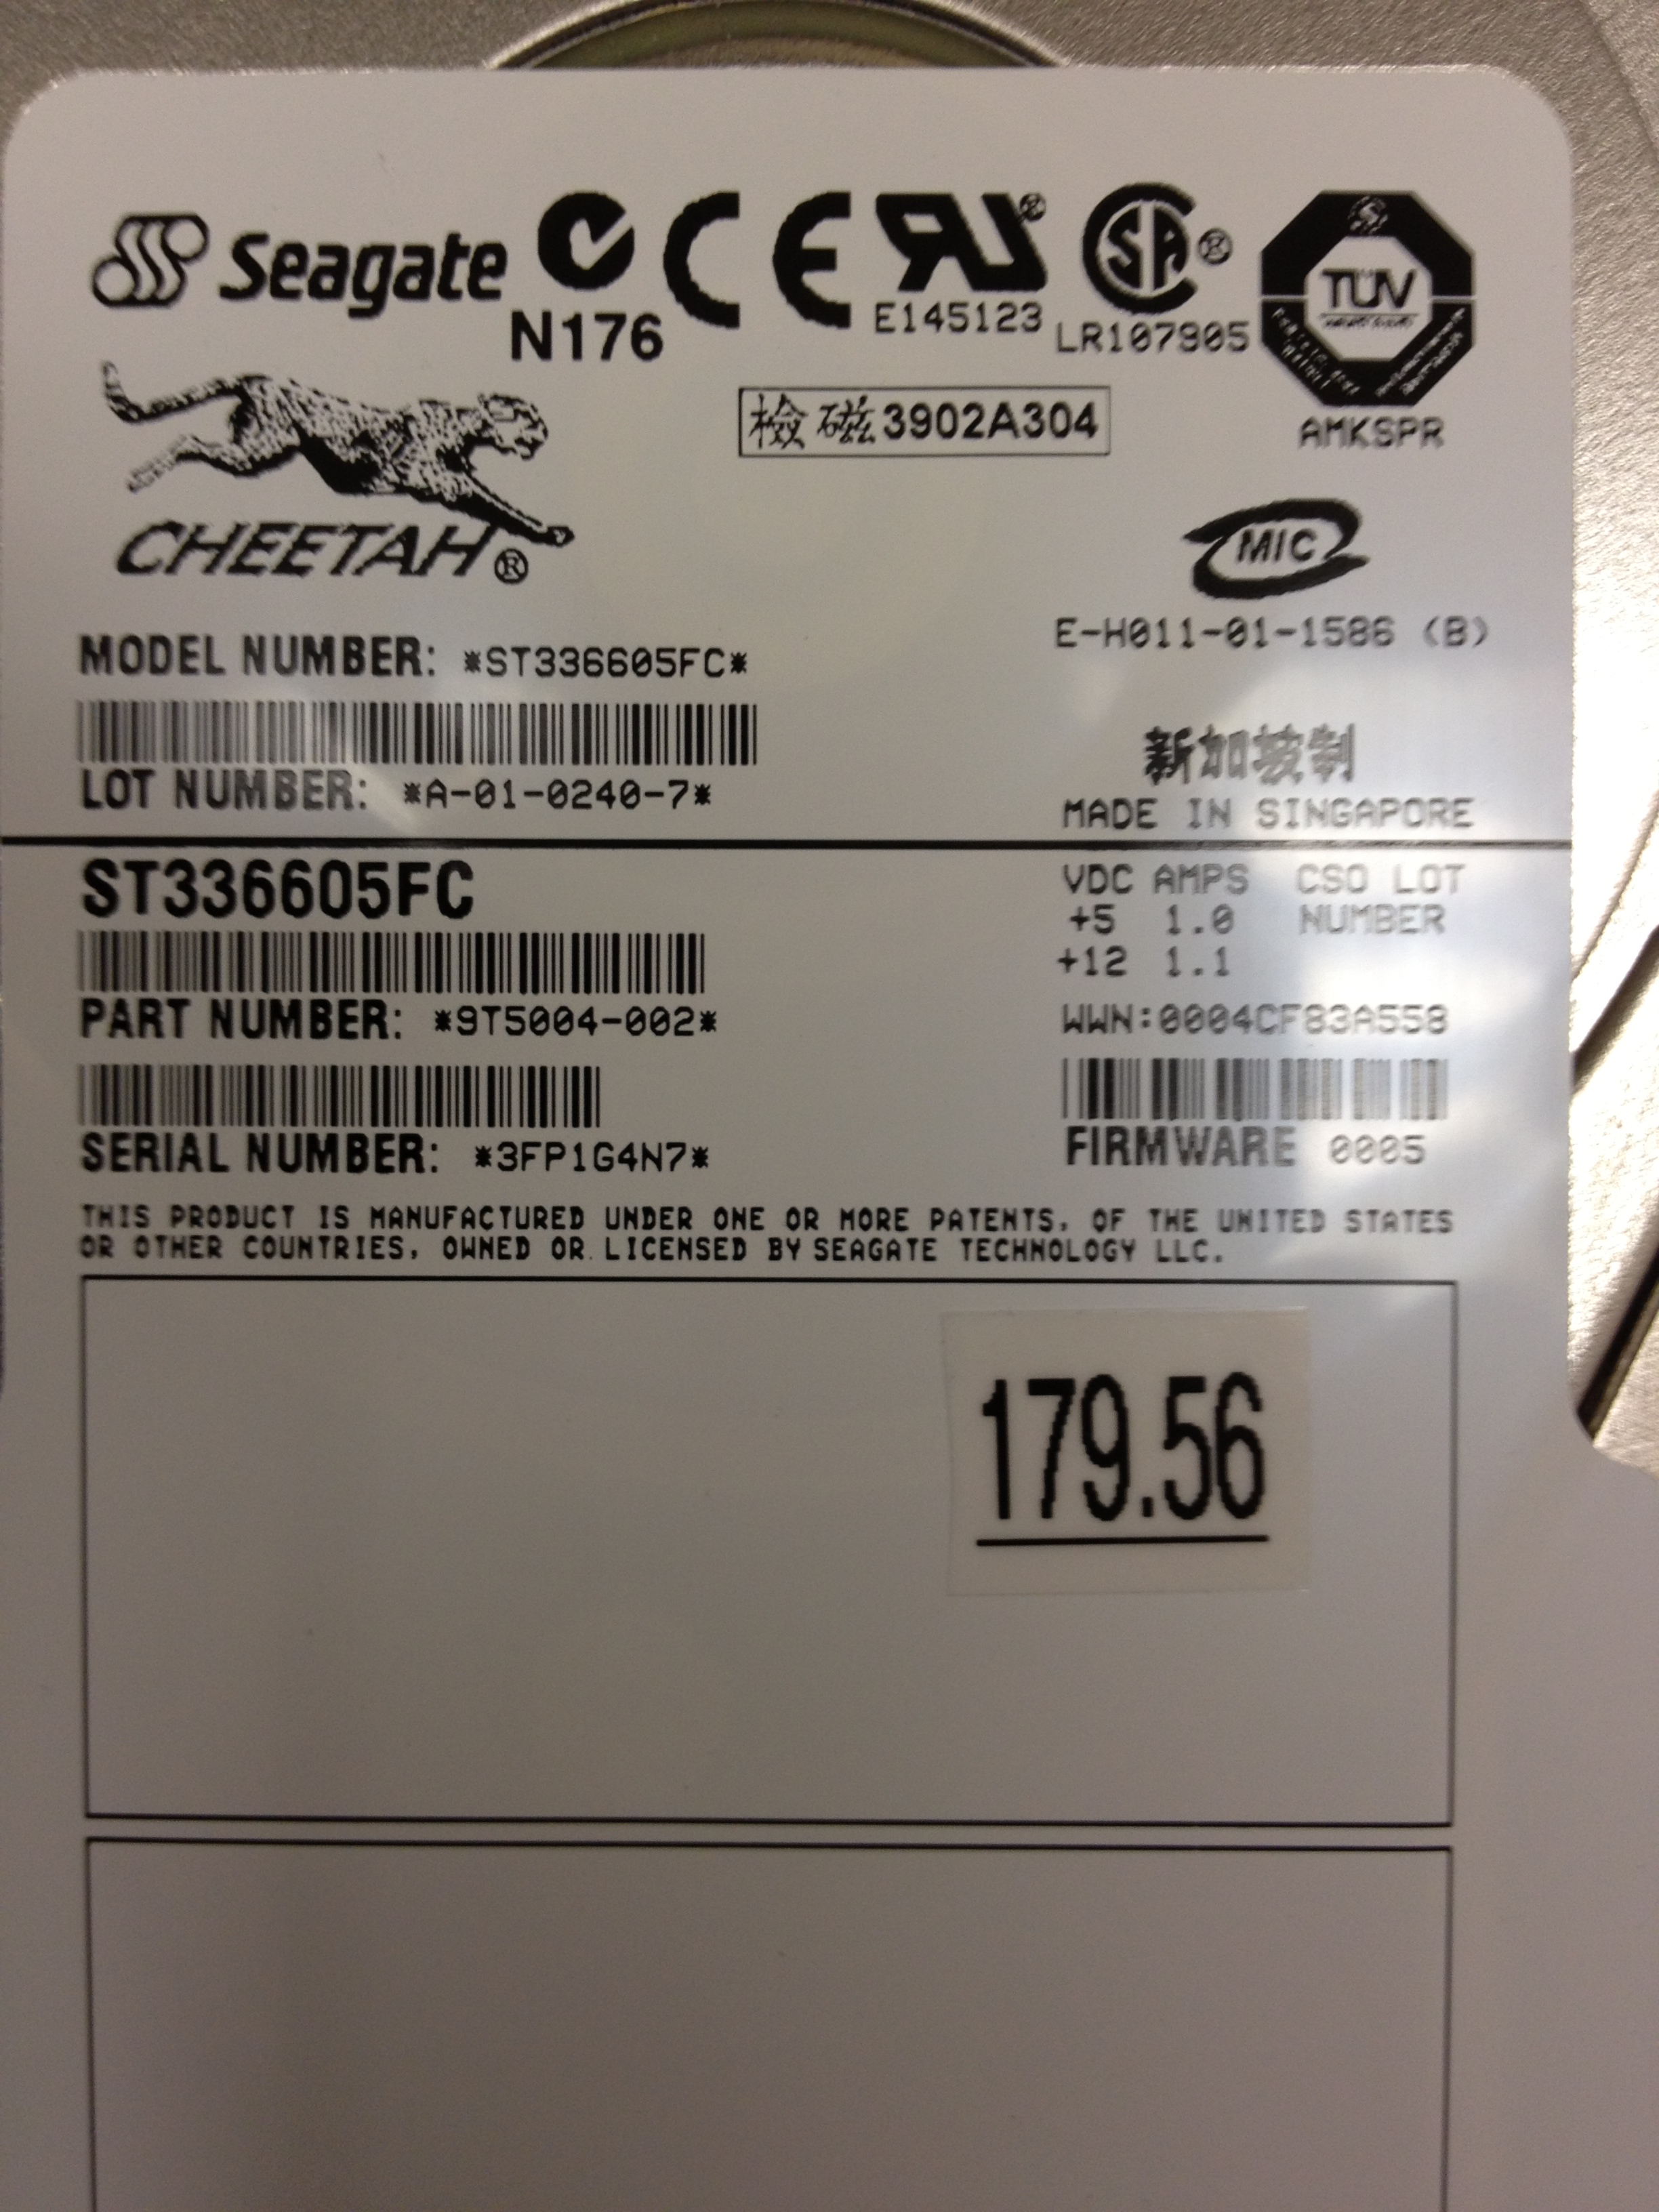 Seagate
N176
E145123
LR107905
TÜV
AMKSPR
檢磁3902A304
CHEETAH®
MIC
E-H011-01-1586 (B)
MODEL NUMBER: *ST336605FC*
新加坡制
LOT NUMBER: *A-01-0240-7*
MADE IN SINGAPORE
ST336605FC
VDC AMPS CSO LOT
+5 1.0 NUMBER
+12 1.1
PART NUMBER: *9T5004-002*
WWN:0004CF83A558
SERIAL NUMBER: *3FP1G4N7*
FIRMWARE 0005
THIS PRODUCT IS MANUFACTURED UNDER ONE OR MORE PATENTS, OF THE UNITED STATES
OR OTHER COUNTRIES, OWNED OR LICENSED BY SEAGATE TECHNOLOGY LLC.
179.56